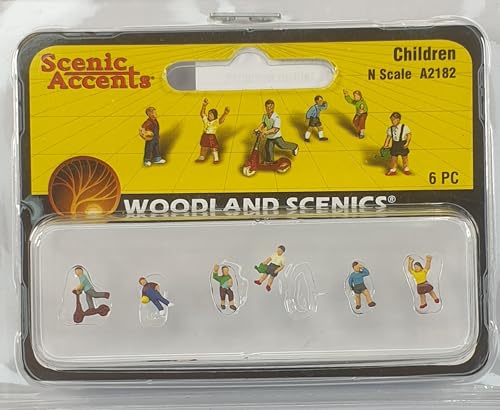 Scenic
Accents®
Children
N Scale A2182
6 PC
WOODLAND SCENICS®